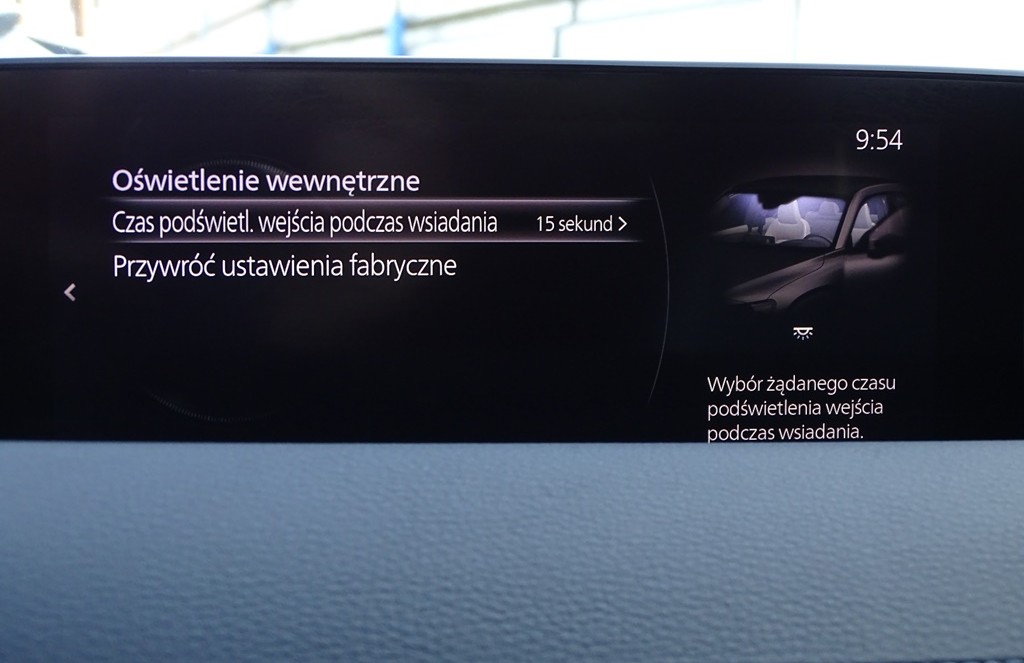 9:54
Oświetlenie wewnętrzne
Czas podświetl. wejścia podczas wsiadania 15 sekund >
Przywróć ustawienia fabryczne
Wybór żądanego czasu
podświetlenia wejścia
podczas wsiadania.